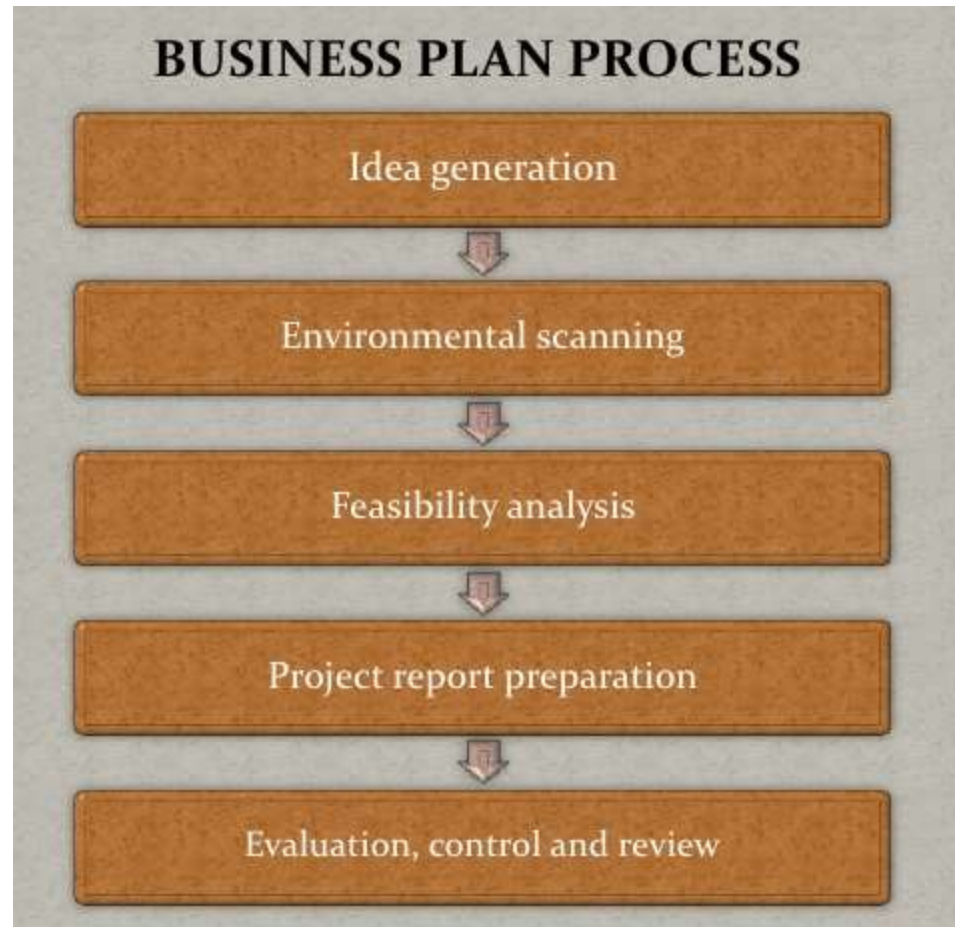 BUSINESS PLAN PROCESS
Idea generation
Environmental scanning
Feasibility analysis
Project report preparation
Evaluation, control and review